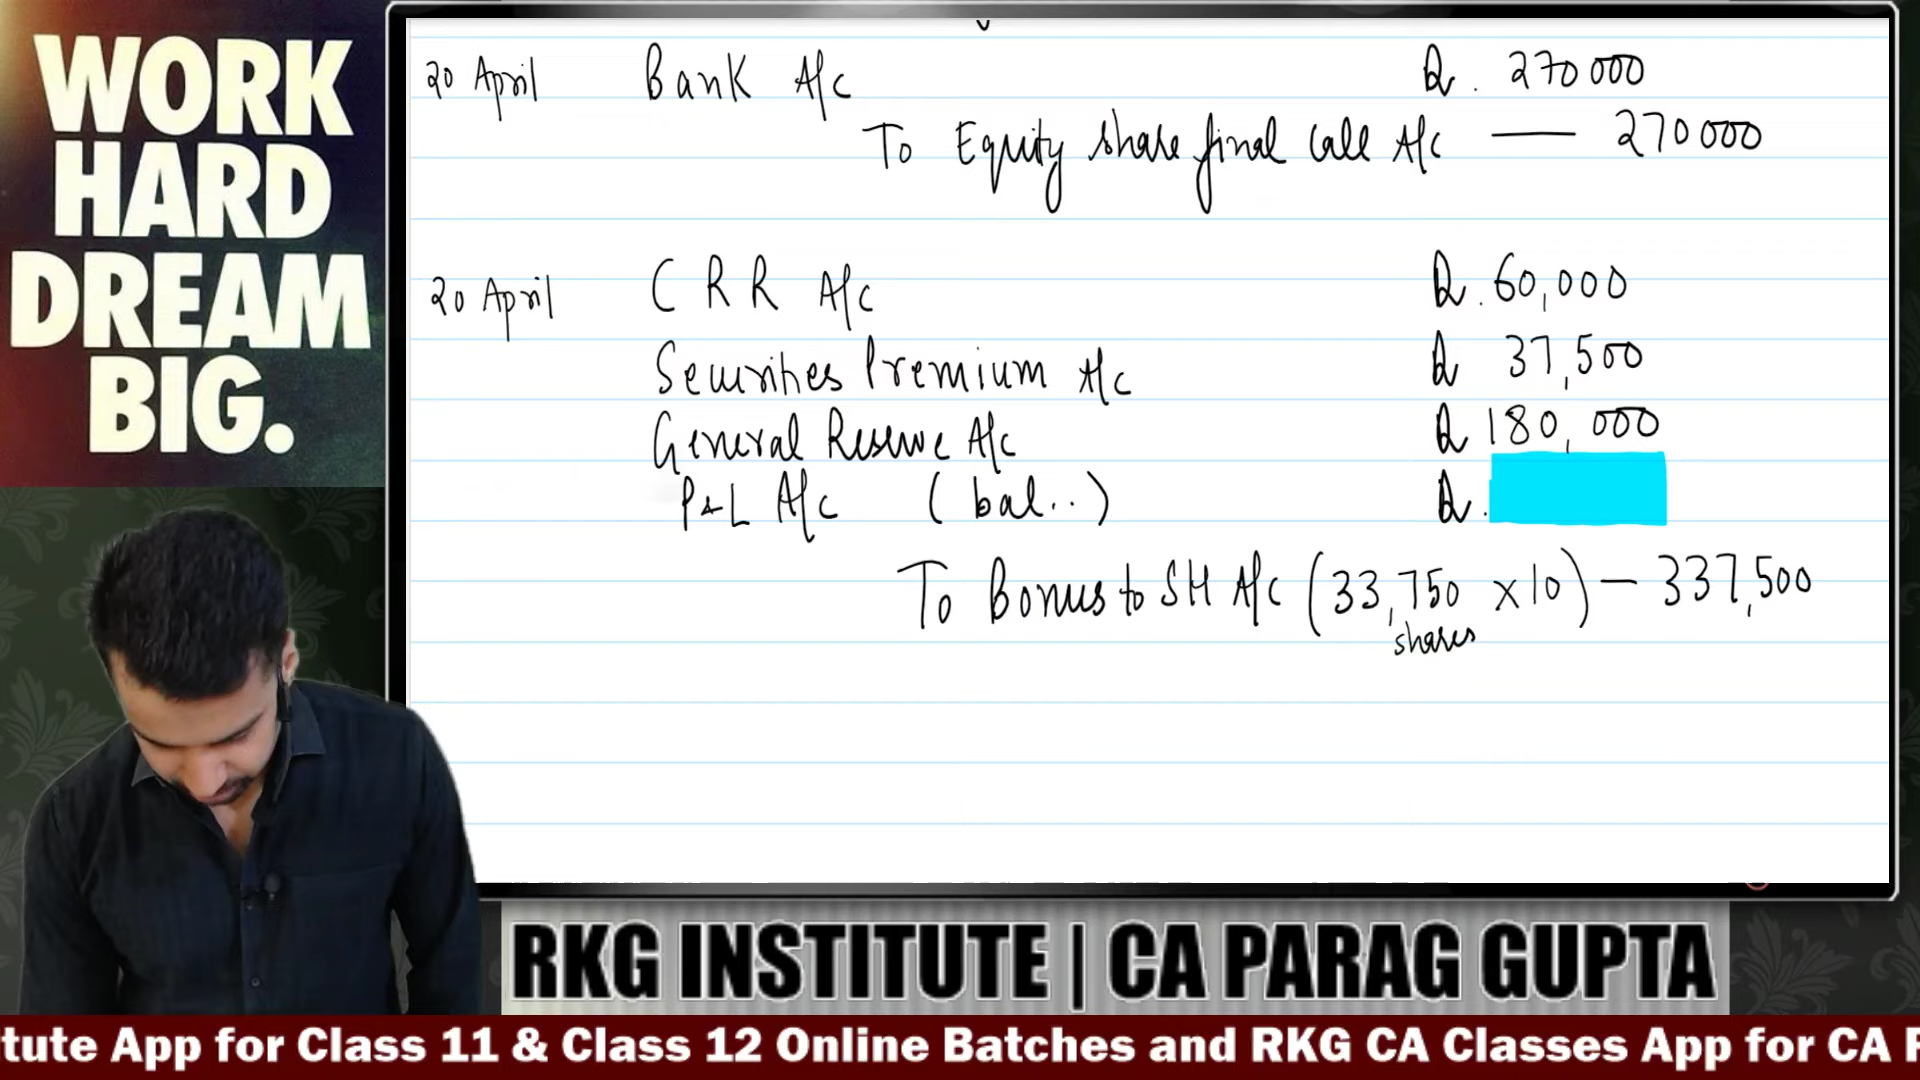 WORK
HARD
DREAM
BIG.
20 April Bank A/c Dr. 270000
To Equity share final call A/c — 270000
20 April C R R A/c Dr. 60,000
Securities Premium A/c Dr 37,500
General Reserve A/c Dr 180,000
P&L A/c (bal..) Dr.
To Bonus to SH A/c (33,750 x10) — 337,500
shares
RKG INSTITUTE | CA PARAG GUPTA
tute App for Class 11 & Class 12 Online Batches and RKG CA Classes App for CA F